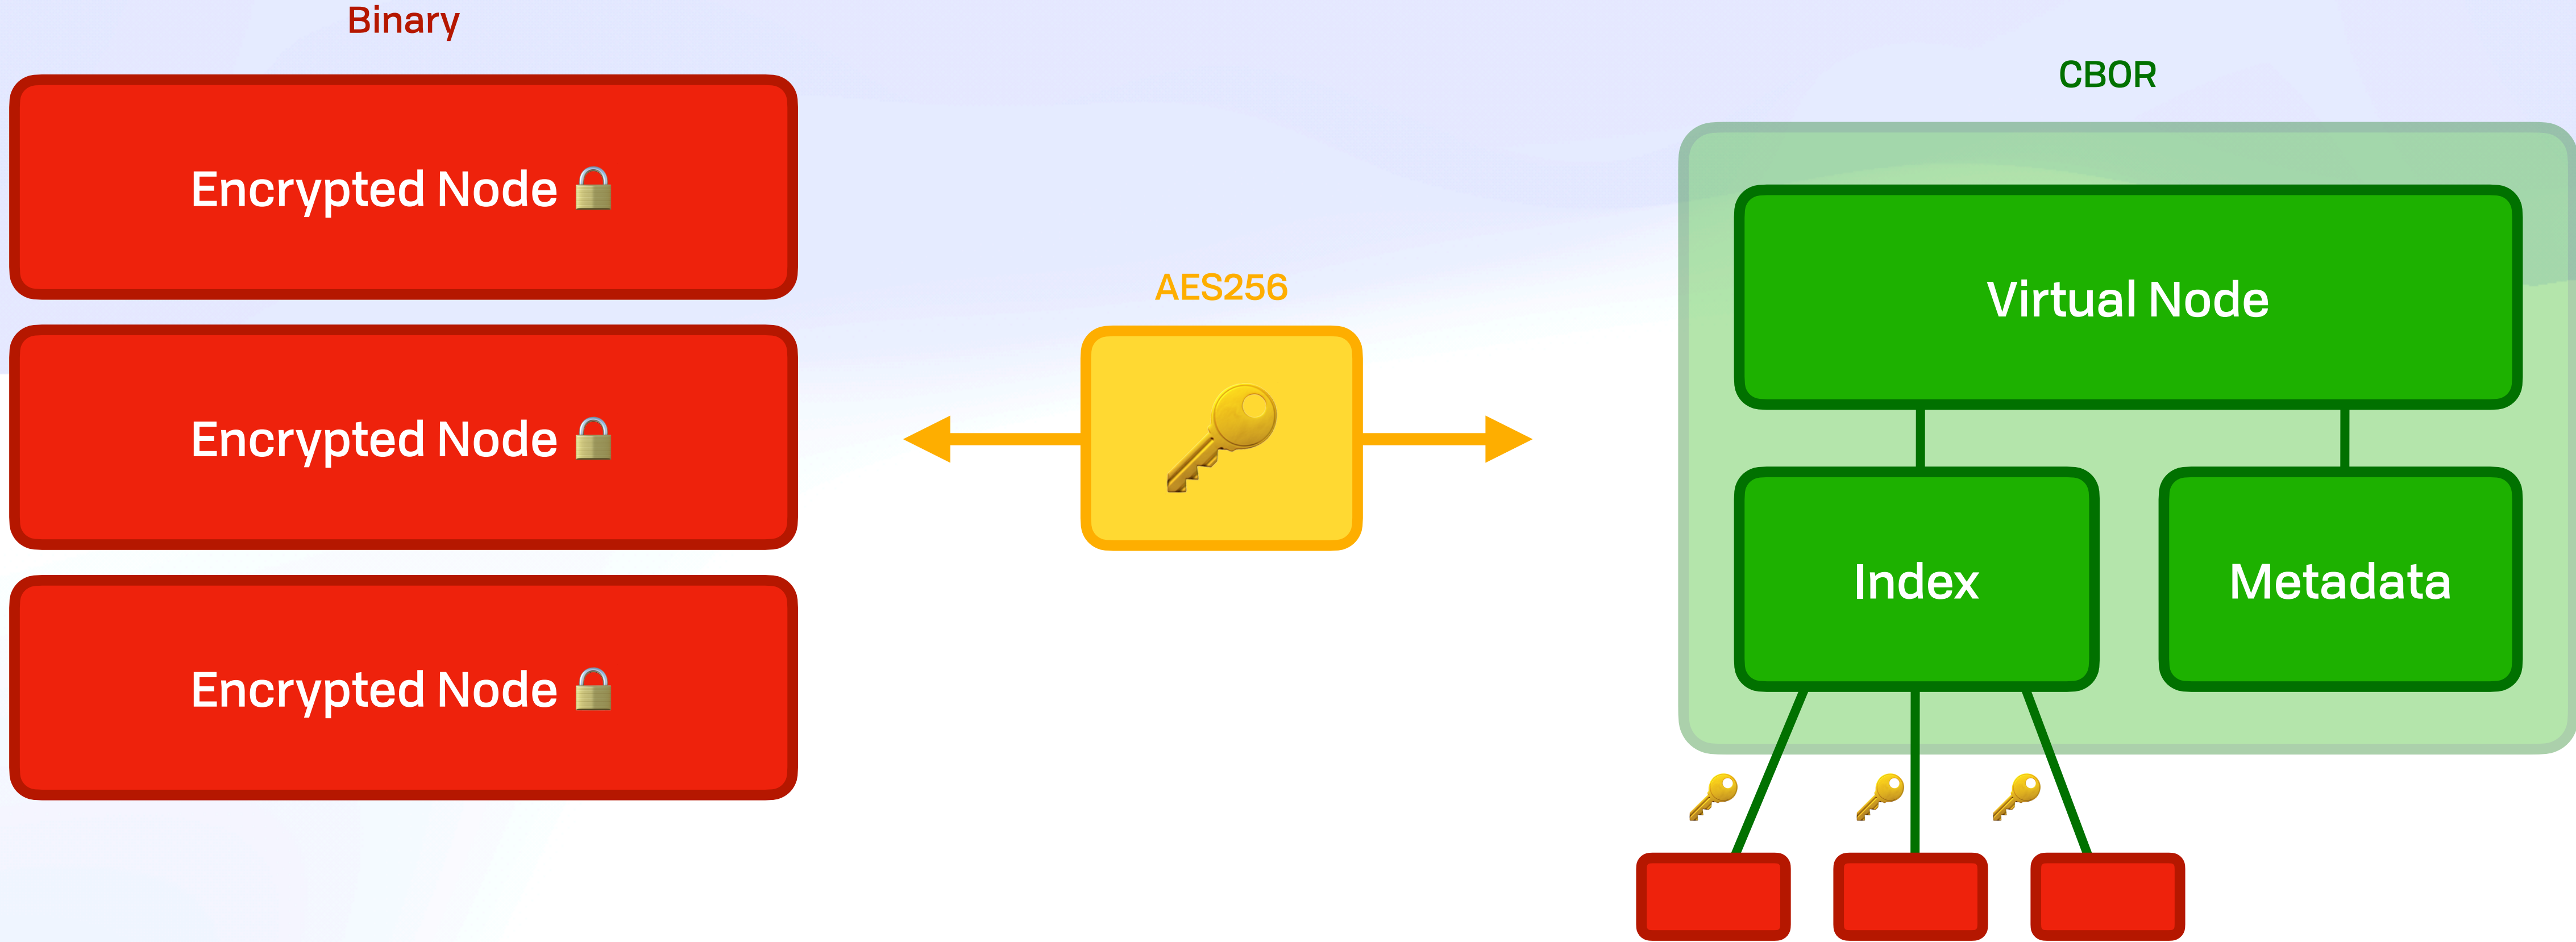 Binary
Encrypted Node 🔒
Encrypted Node 🔒
Encrypted Node 🔒
AES256
CBOR
Virtual Node
Index
Metadata